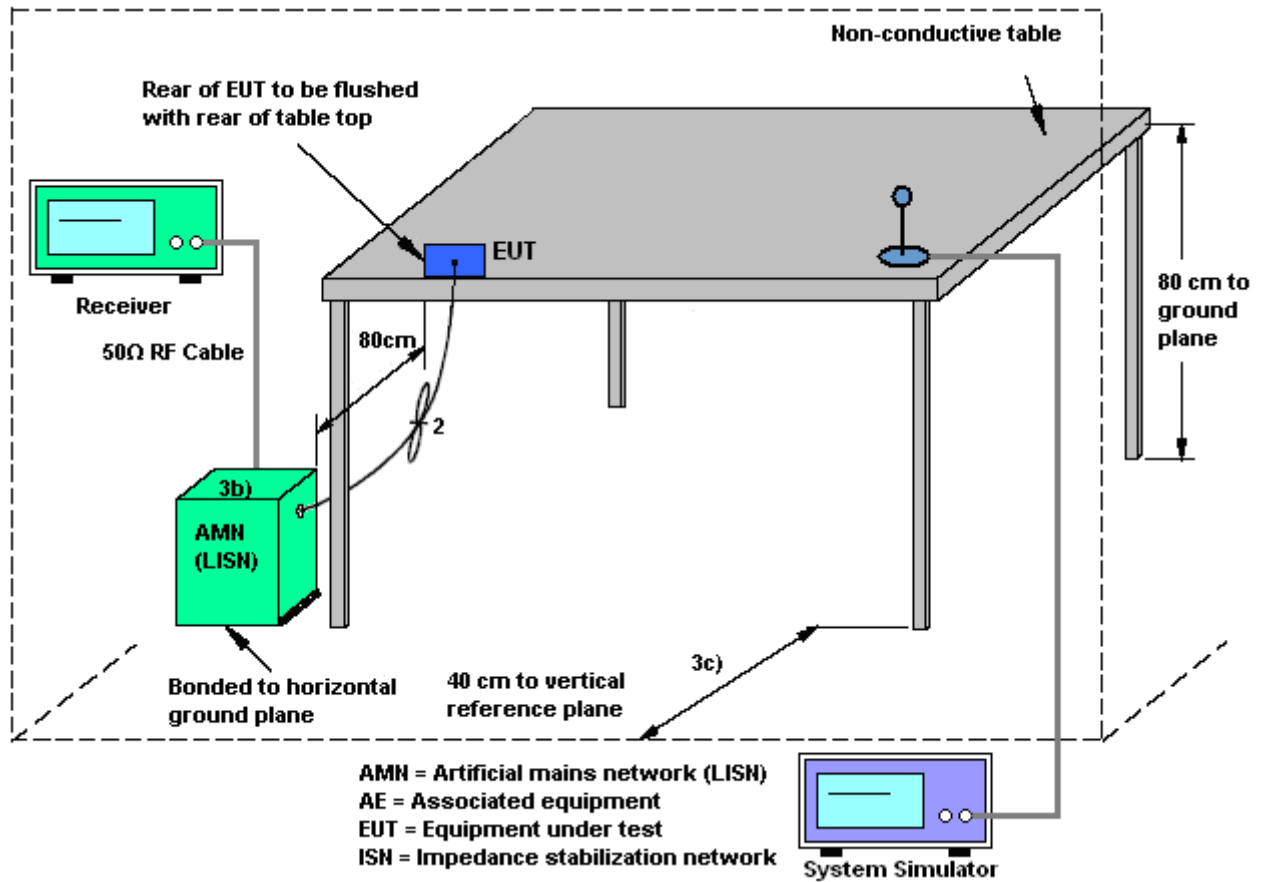 Non-conductive table
Rear of EUT to be flushed
with rear of table top
EUT
Receiver
80 cm to
ground
plane
50Ω RF Cable
80cm
2
3b)
AMN
(LISN)
3c)
Bonded to horizontal
ground plane
40 cm to vertical
reference plane
AMN = Artificial mains network (LISN)
AE = Associated equipment
EUT = Equipment under test
ISN = Impedance stabilization network
System Simulator